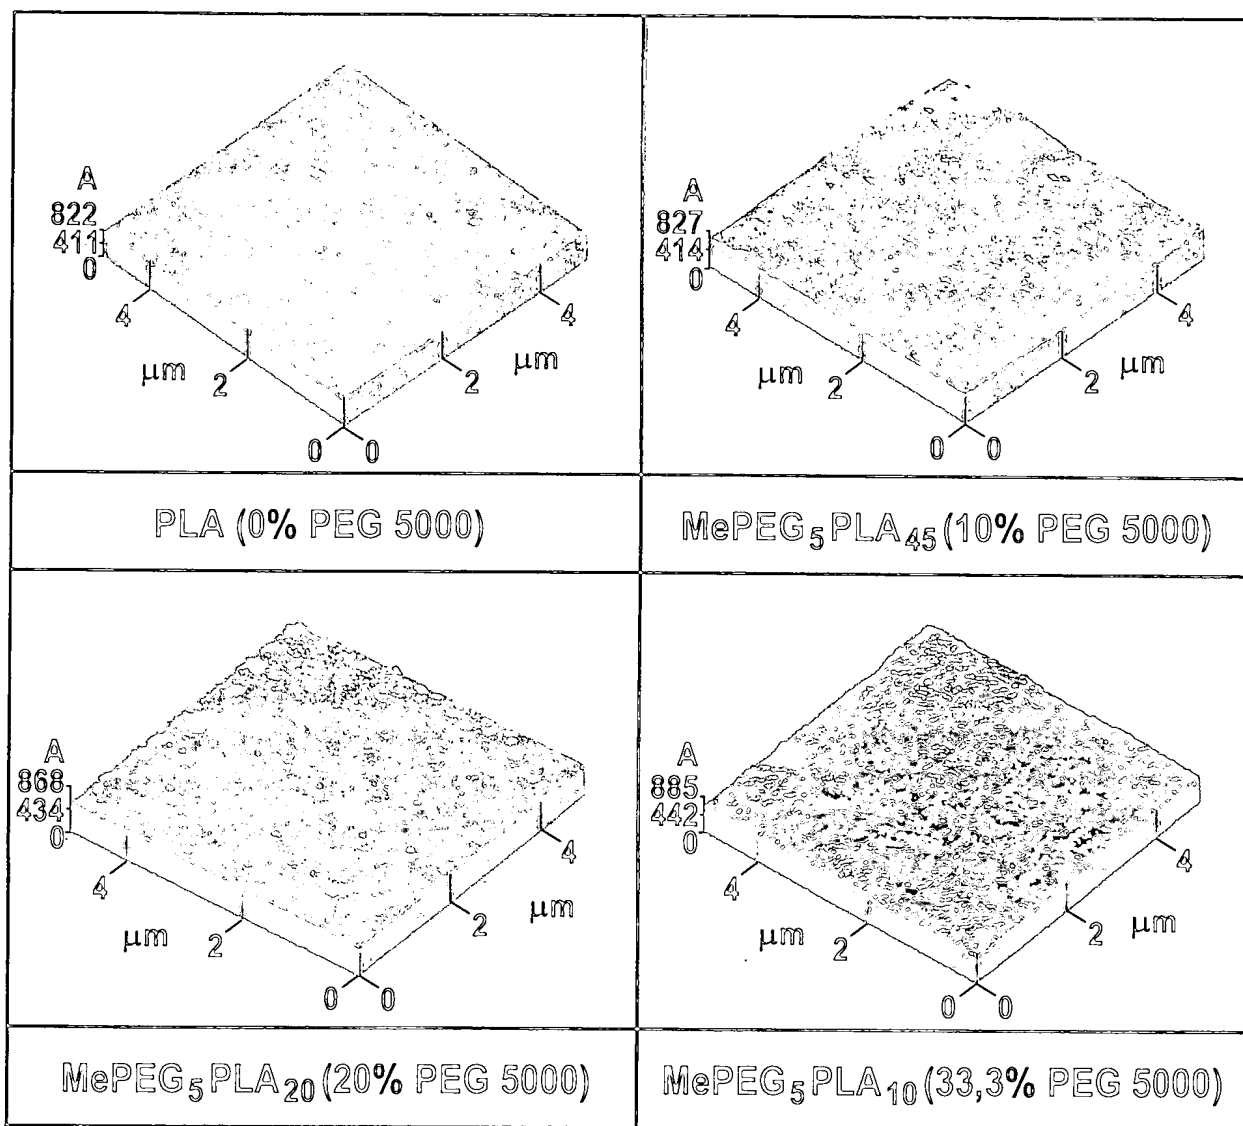 A
822
411
0
4
μm
2
0
0
2
μm
4
PLA (0% PEG 5000)
A
827
414
0
4
μm
2
0
0
2
μm
4
MePEG5PLA45 (10% PEG 5000)
A
868
434
0
4
μm
2
0
0
2
μm
4
MePEG5PLA20 (20% PEG 5000)
A
885
442
0
4
μm
2
0
0
2
μm
4
MePEG5PLA10 (33,3% PEG 5000)